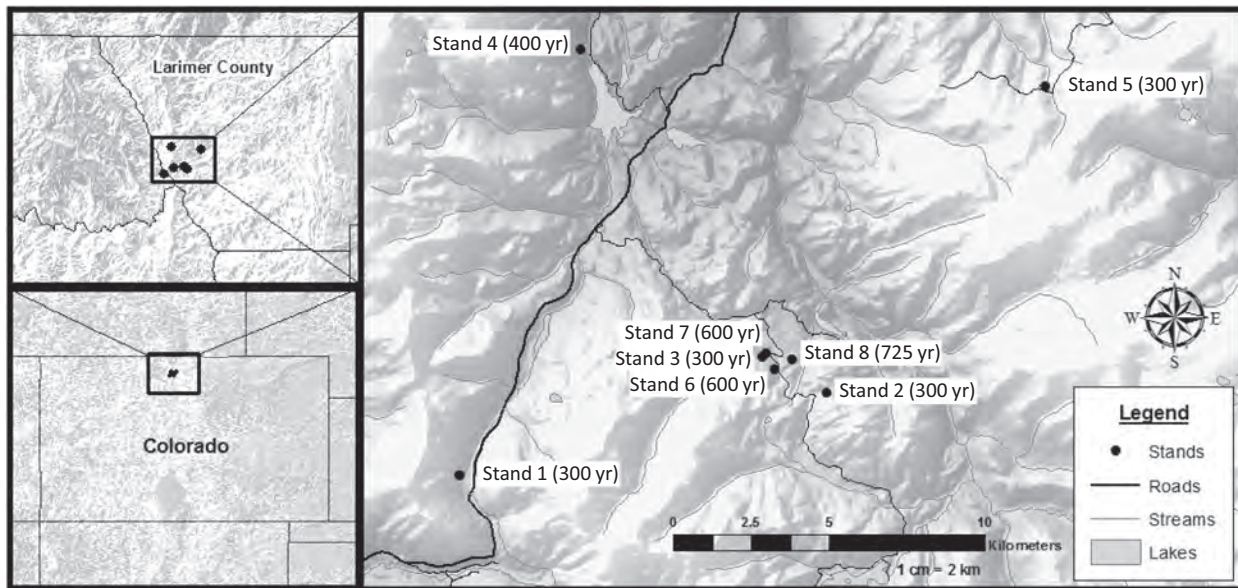 Larimer County
Colorado
Stand 4 (400 yr)
Stand 5 (300 yr)
Stand 7 (600 yr)
Stand 3 (300 yr)
Stand 6 (600 yr)
Stand 8 (725 yr)
Stand 2 (300 yr)
Stand 1 (300 yr)
N
W E
S
0 2.5 5 10
Kilometers
1 cm = 2 km
Legend
Stands
Roads
Streams
Lakes